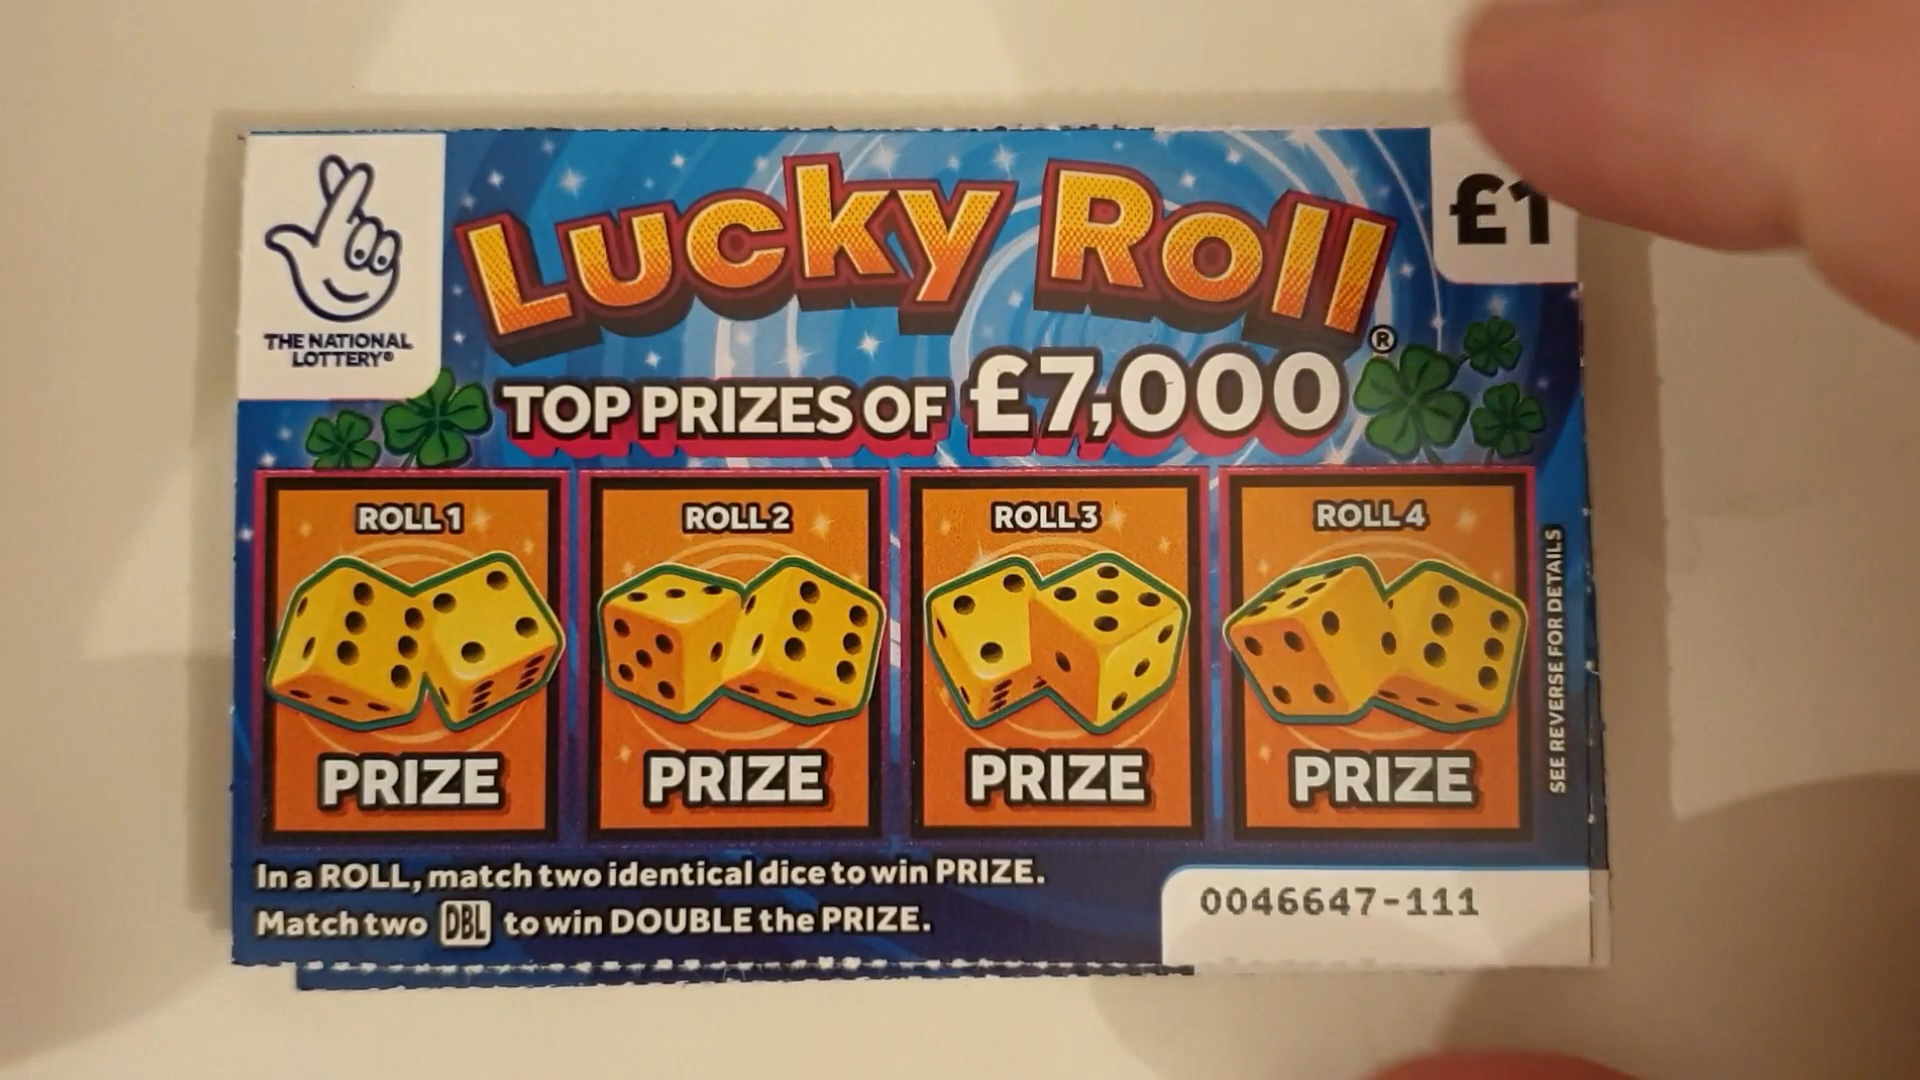 THE NATIONAL
LOTTERY®
Lucky Roll®
£1
TOP PRIZES OF £7,000
ROLL 1
PRIZE
ROLL 2
PRIZE
ROLL 3
PRIZE
ROLL 4
PRIZE
SEE REVERSE FOR DETAILS
In a ROLL, match two identical dice to win PRIZE.
Match two DBL to win DOUBLE the PRIZE.
0046647-111